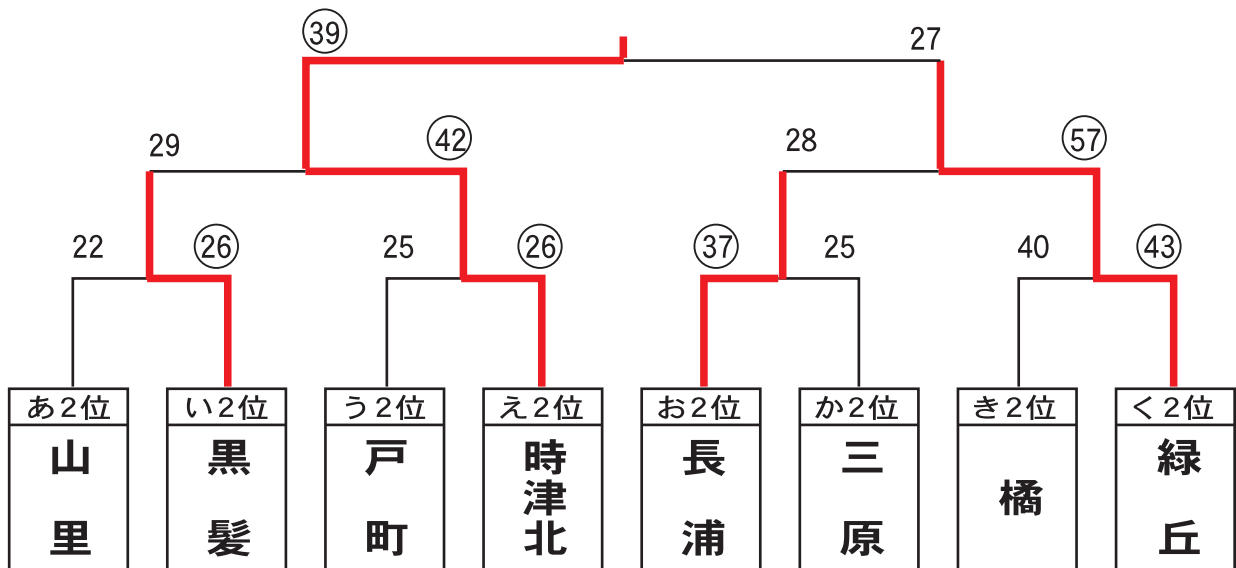 ㊴ 27
29 ㊷ 28 57
22 ㉖ 25 ㉖ ㊲ 25 40 ㊸
あ2位 い2位 う2位 え2位 お2位 か2位 き2位 く2位
山里 黒髪 戸町 時津北 長浦 三原 橘 緑丘